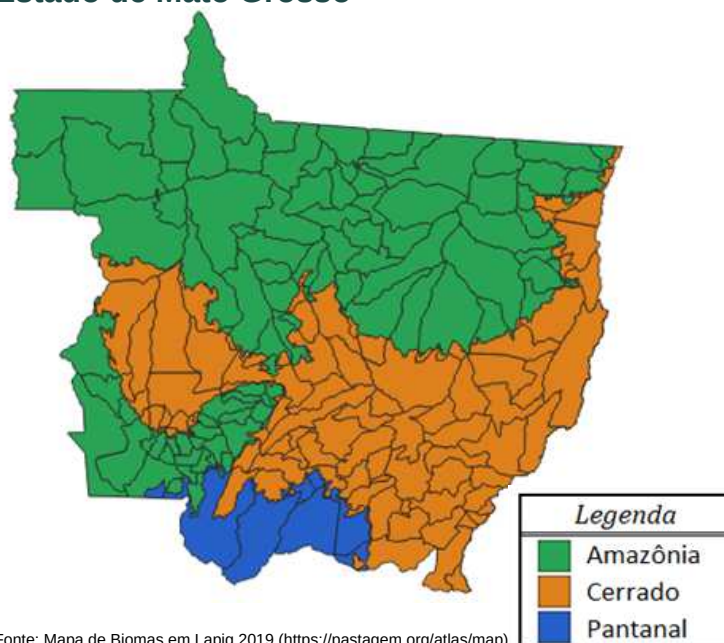 Estado de Mato Grosso
Legenda
Amazônia
Cerrado
Pantanal
Fonte: Mapa de Biomas em Lapig 2019 (https://pastagem.org/atlas/map)